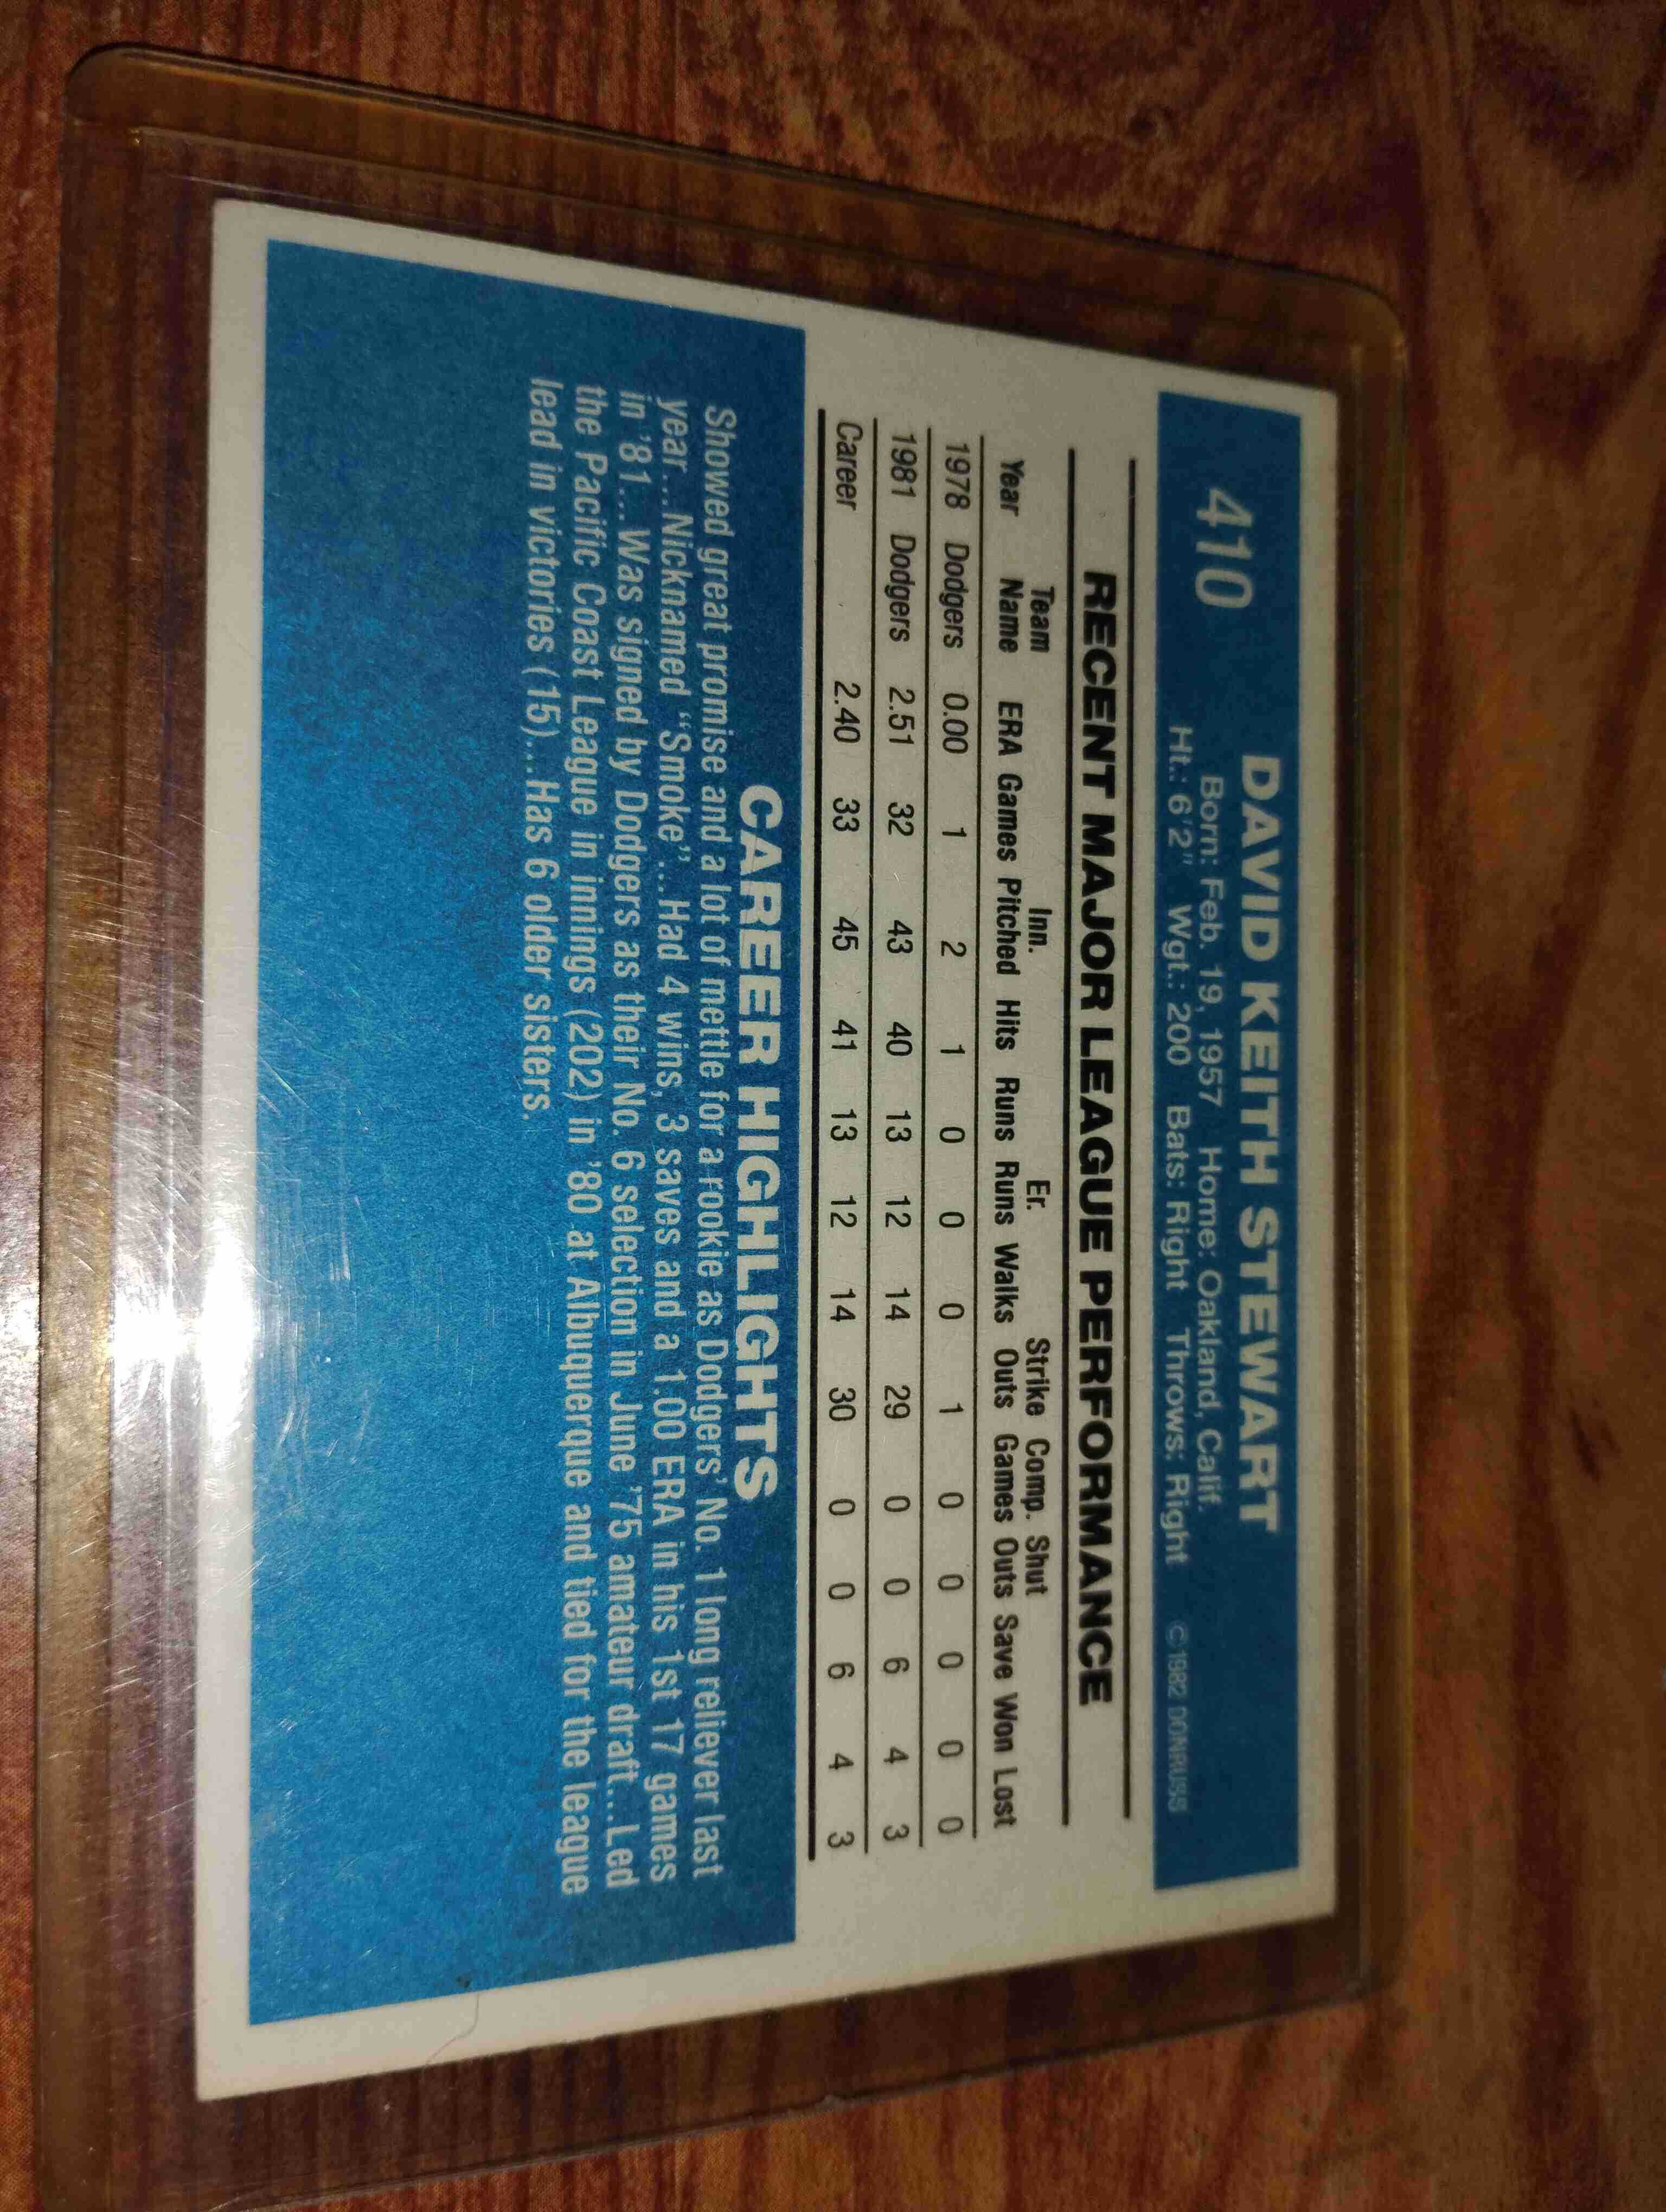 410
DAVID KEITH STEWART
Born: Feb. 19, 1957 Home: Oakland, Calif.
Ht.: 6'2" Wgt.: 200 Bats: Right Throws: Right ©1982 DONRUSS
RECENT MAJOR LEAGUE PERFORMANCE
Team Inn. Er. Strike Comp. Shut
Year Name ERA Games Pitched Hits Runs Runs Walks Outs Games Outs Save Won Lost
1978 Dodgers 0.00 1 2 1 0 0 0 1 0 0 0 0 0
1981 Dodgers 2.51 32 43 40 13 12 14 29 0 0 6 4 3
Career 2.40 33 45 41 13 12 14 30 0 0 6 4 3
CAREER HIGHLIGHTS
Showed great promise and a lot of mettle for a rookie as Dodgers' No. 1 long reliever last
year...Nicknamed "Smoke"...Had 4 wins, 3 saves and a 1.00 ERA in his 1st 17 games
in '81...Was signed by Dodgers as their No. 6 selection in June '75 amateur draft...Led
the Pacific Coast League in innings (202) in '80 at Albuquerque and tied for the league
lead in victories (15)...Has 6 older sisters.